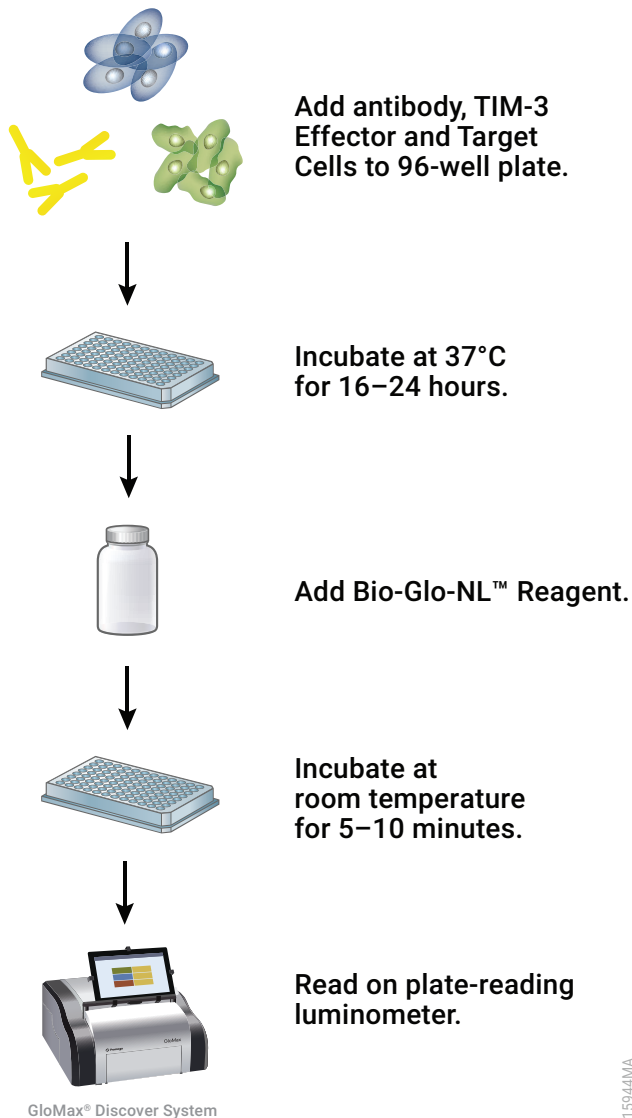 Add antibody, TIM-3
Effector and Target
Cells to 96-well plate.
Incubate at 37°C
for 16–24 hours.
Add Bio-Glo-NL™ Reagent.
Incubate at
room temperature
for 5–10 minutes.
Read on plate-reading
luminometer.
GloMax
GloMax® Discover System
15944MA